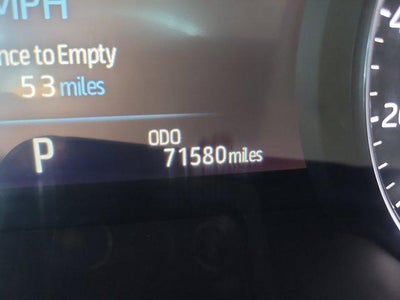 MPH
nce to Empty
53 miles
P
ODO
71580 miles
20